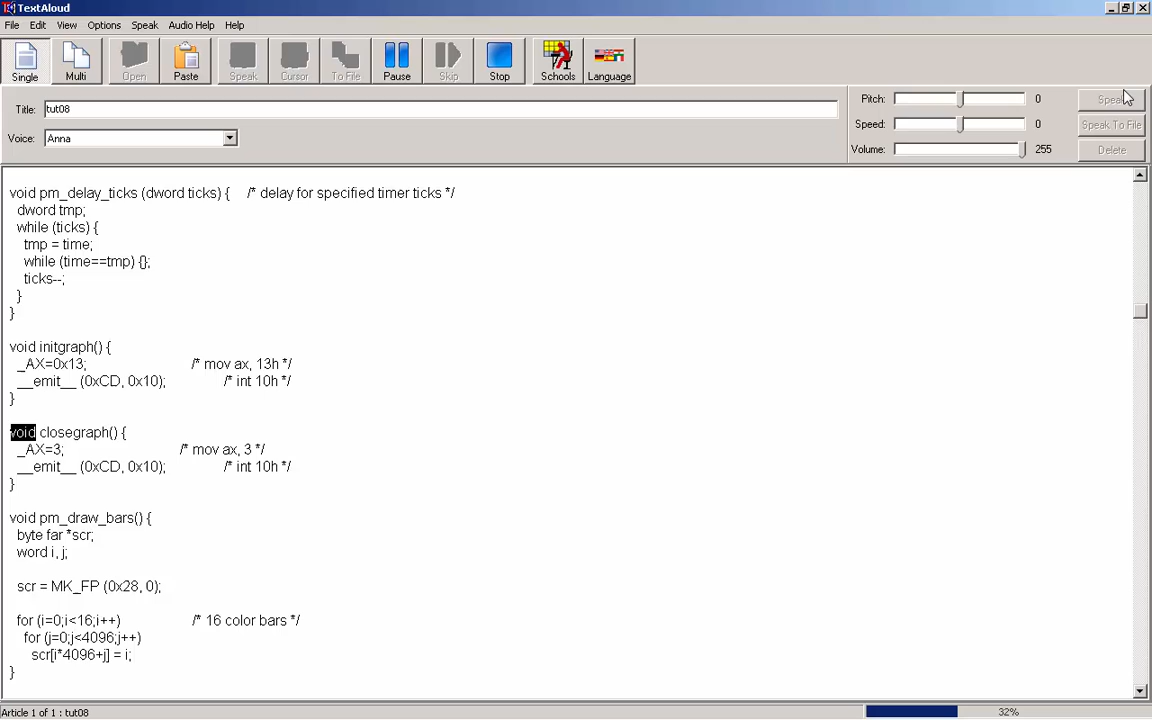 TextAloud
File Edit View Options Speak Audio Help Help
Single Multi Open Paste Speak Cursor To File Pause Skip Stop Schools Language
Title: tut08
Voice: Anna
Pitch: 0 Speak
Speed: 0 Speak To File
Volume: 255 Delete
void pm_delay_ticks (dword ticks) { /* delay for specified timer ticks */
dword tmp;
while (ticks) {
tmp = time;
while (time==tmp) {};
ticks--;
}
}
void initgraph() {
_AX=0x13; /* mov ax, 13h */
__emit__ (0xCD, 0x10); /* int 10h */
}
void closegraph() {
_AX=3; /* mov ax, 3 */
__emit__ (0xCD, 0x10); /* int 10h */
}
void pm_draw_bars() {
byte far *scr;
word i, j;
scr = MK_FP (0x28, 0);
for (i=0;i<16;i++) /* 16 color bars */
for (j=0;j<4096;j++)
scr[i*4096+j] = i;
}
Article 1 of 1 : tut08 32%